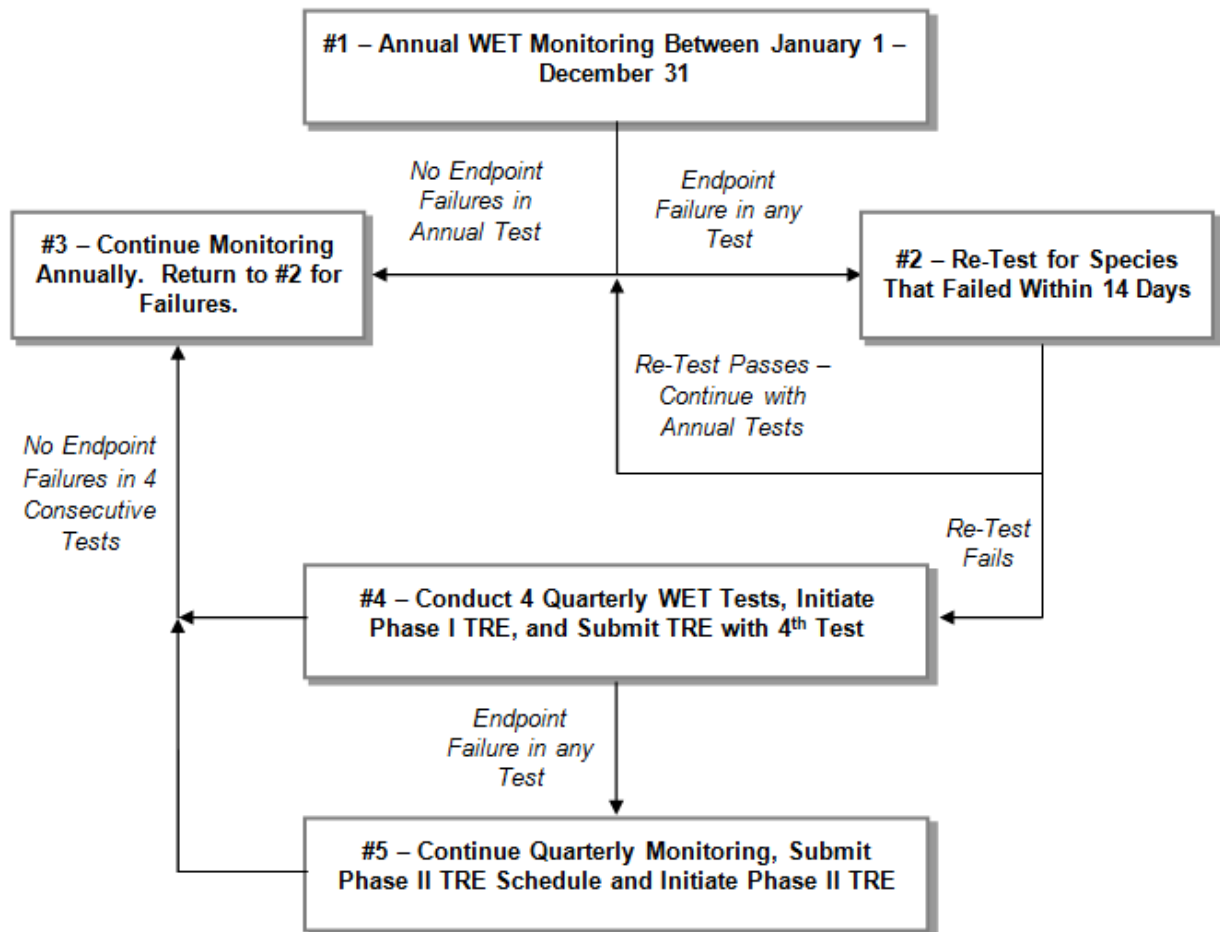 #1 – Annual WET Monitoring Between January 1 –
December 31
No Endpoint
Failures in
Annual Test
Endpoint
Failure in any
Test
#3 – Continue Monitoring
Annually.  Return to #2 for
Failures.
#2 – Re-Test for Species
That Failed Within 14 Days
Re-Test Passes –
Continue with
Annual Tests
No Endpoint
Failures in 4
Consecutive
Tests
Re-Test
Fails
#4 – Conduct 4 Quarterly WET Tests, Initiate
Phase I TRE, and Submit TRE with 4th Test
Endpoint
Failure in any
Test
#5 – Continue Quarterly Monitoring, Submit
Phase II TRE Schedule and Initiate Phase II TRE